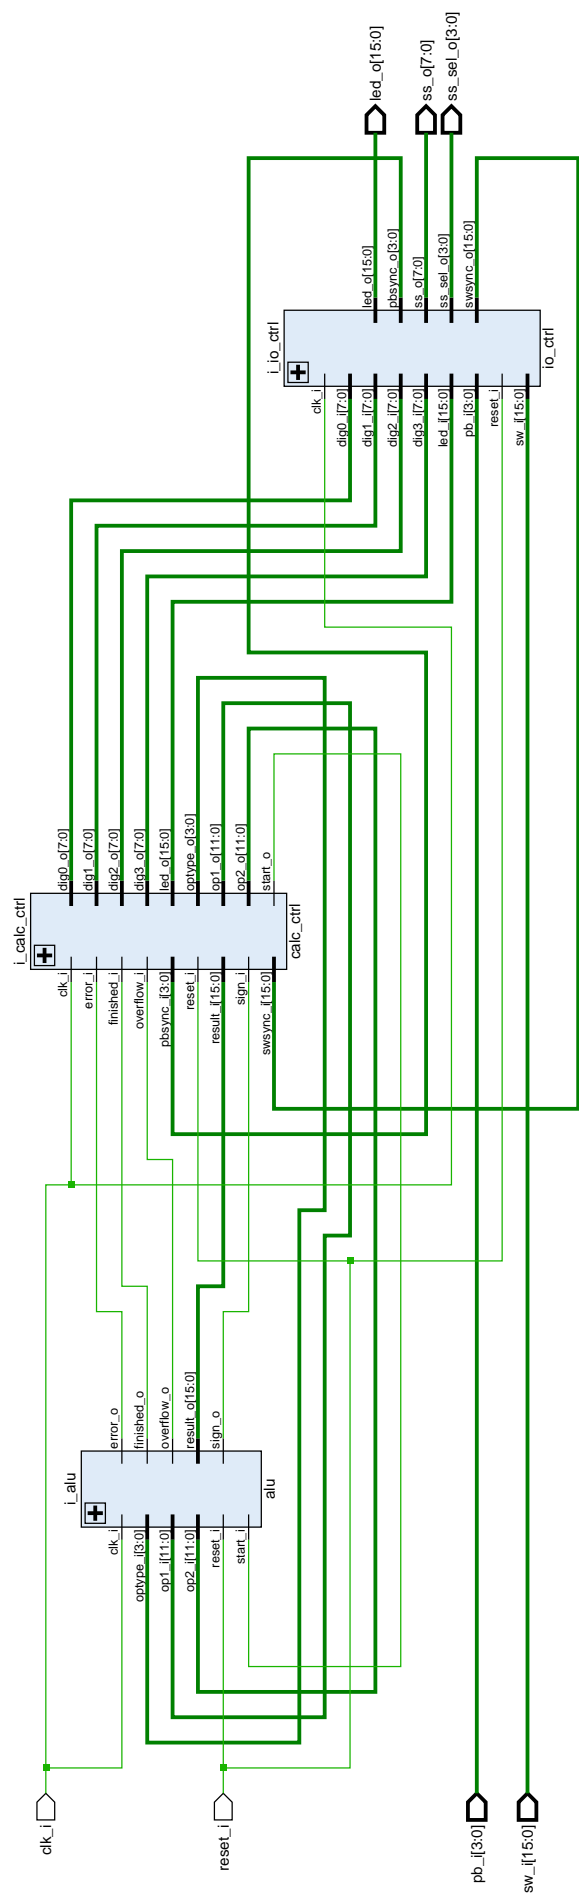 clk_i
reset_i
pb_i[3:0]
sw_i[15:0]
i_alu
clk_i
optype_i[3:0]
op1_i[11:0]
op2_i[11:0]
reset_i
start_i
error_o
finished_o
overflow_o
result_o[15:0]
sign_o
alu
i_calc_ctrl
clk_i
error_i
finished_i
overflow_i
pbsync_i[3:0]
reset_i
result_i[15:0]
sign_i
swsync_i[15:0]
dig0_o[7:0]
dig1_o[7:0]
dig2_o[7:0]
dig3_o[7:0]
led_o[15:0]
optype_o[3:0]
op1_o[11:0]
op2_o[11:0]
start_o
calc_ctrl
i_io_ctrl
clk_i
dig0_i[7:0]
dig1_i[7:0]
dig2_i[7:0]
dig3_i[7:0]
led_i[15:0]
pb_i[3:0]
reset_i
sw_i[15:0]
led_o[15:0]
pbsync_o[3:0]
ss_o[7:0]
ss_sel_o[3:0]
swsync_o[15:0]
io_ctrl
led_o[15:0]
ss_o[7:0]
ss_sel_o[3:0]